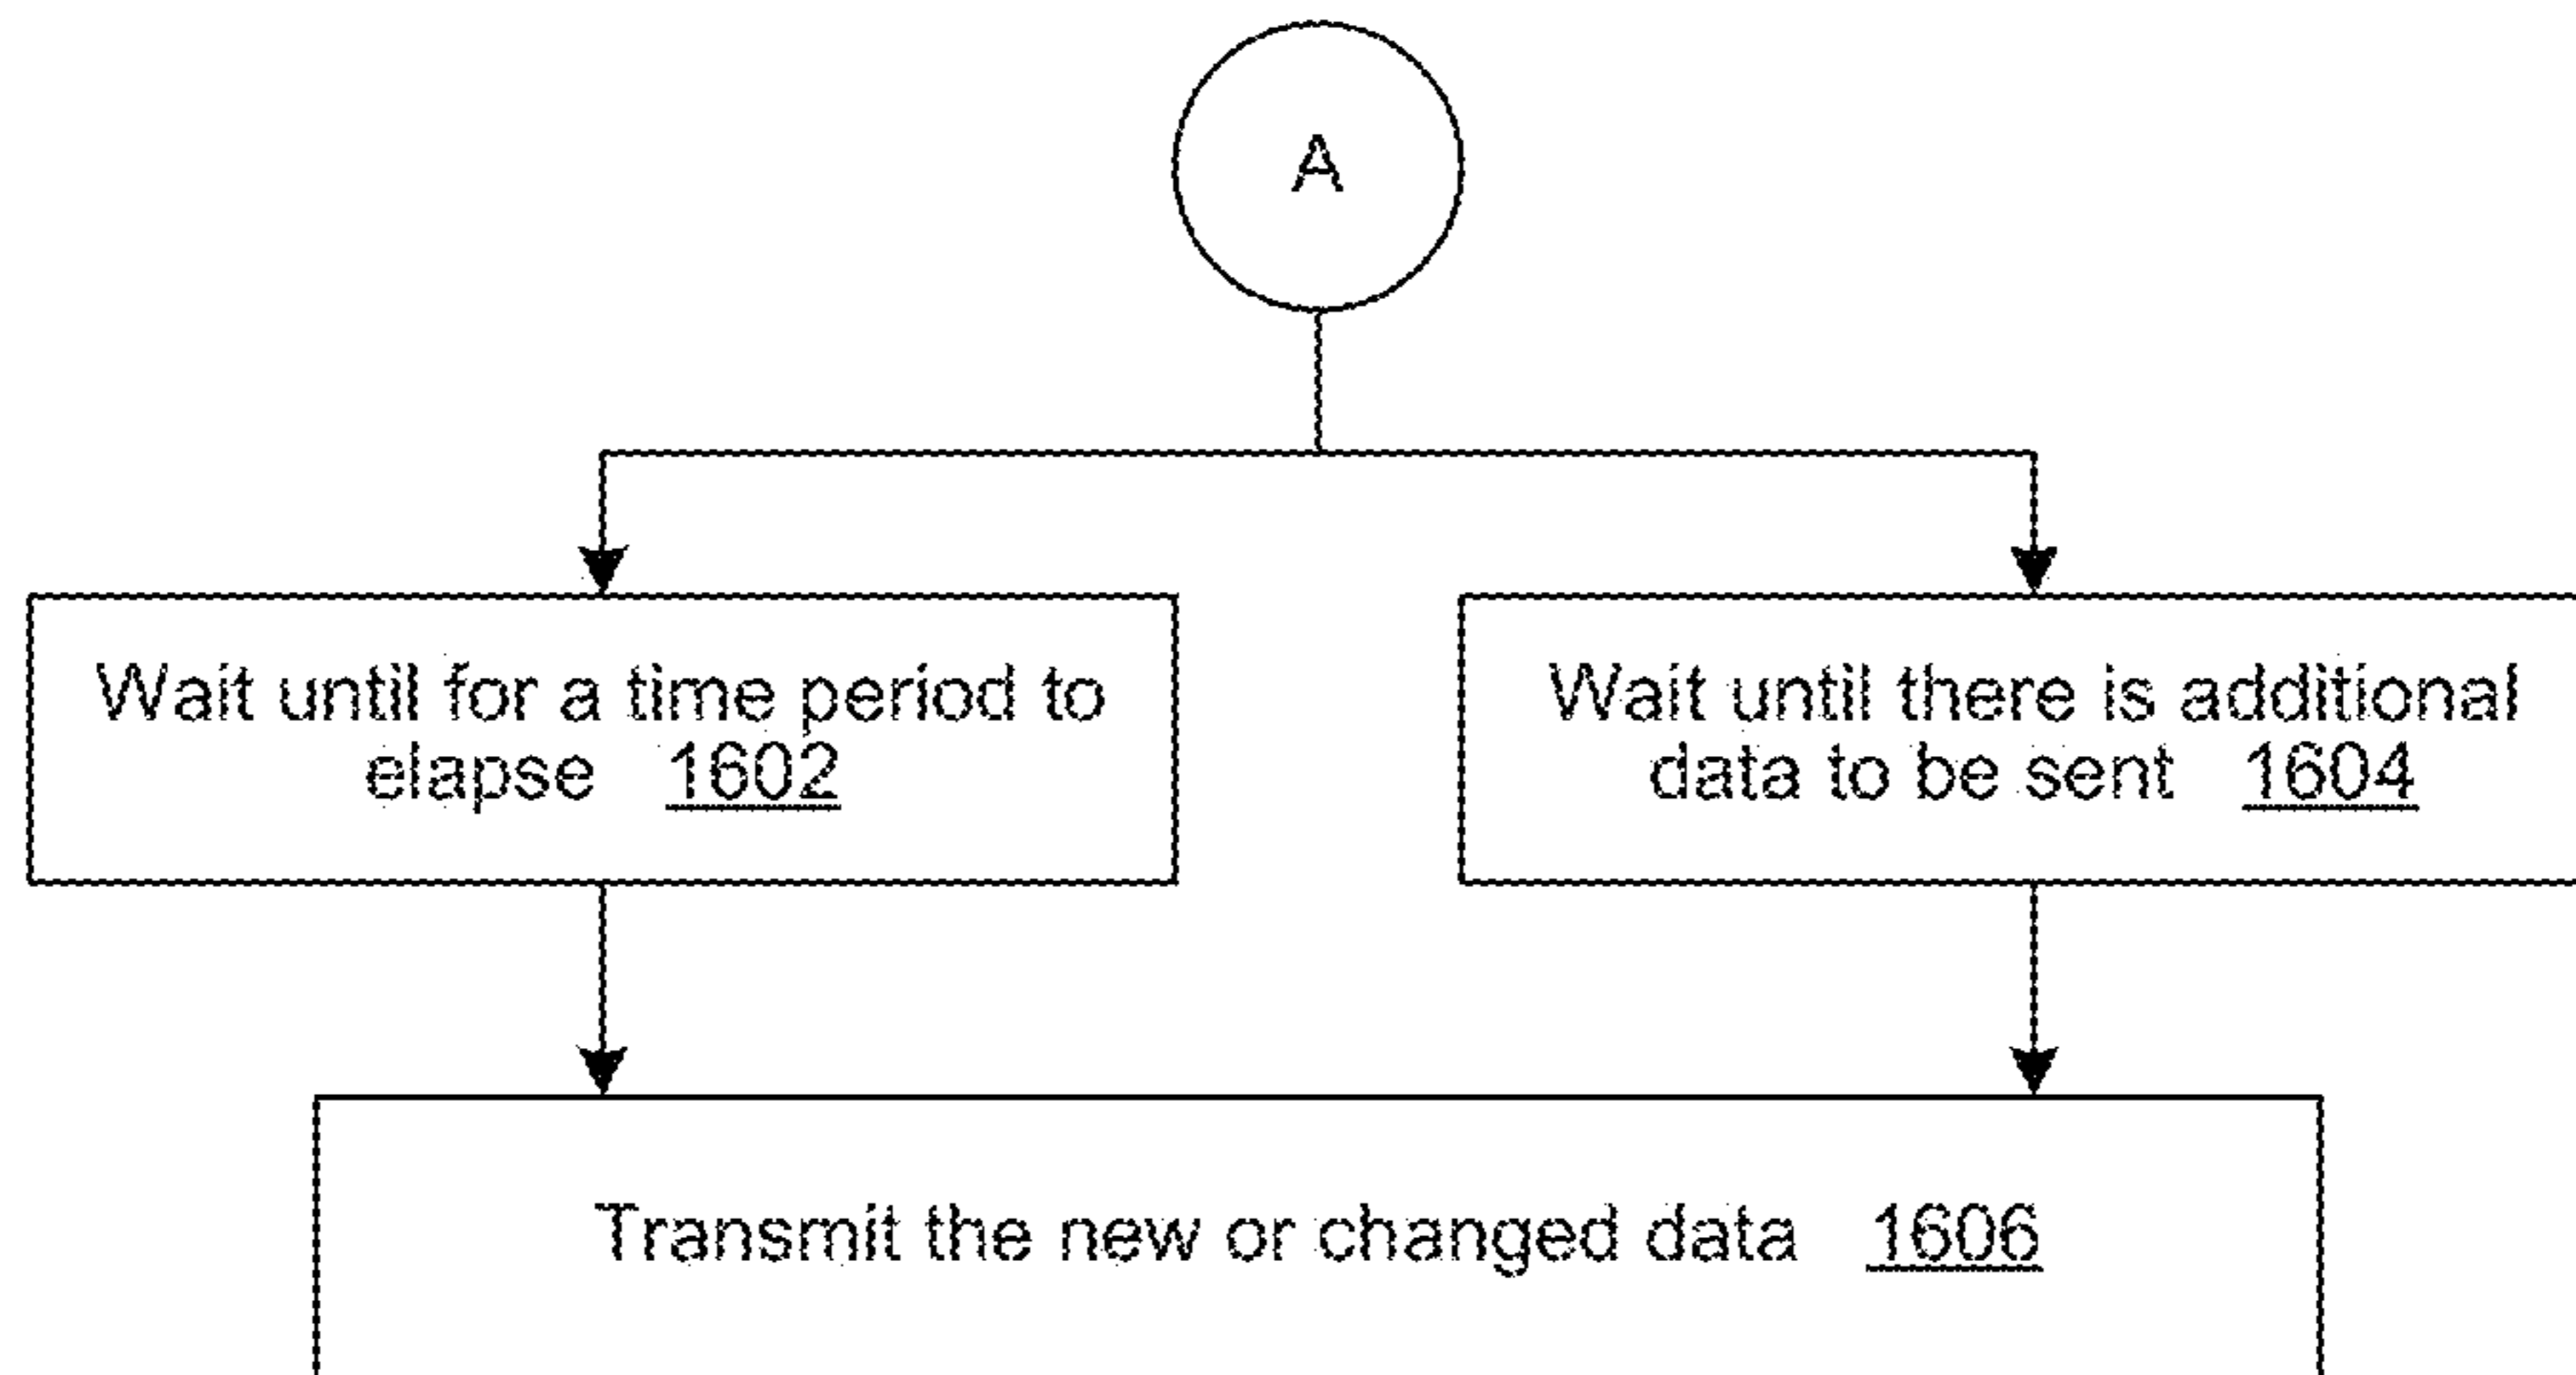 A
Wait until for a time period to
elapse 1602
Wait until there is additional
data to be sent 1604
Transmit the new or changed data 1606